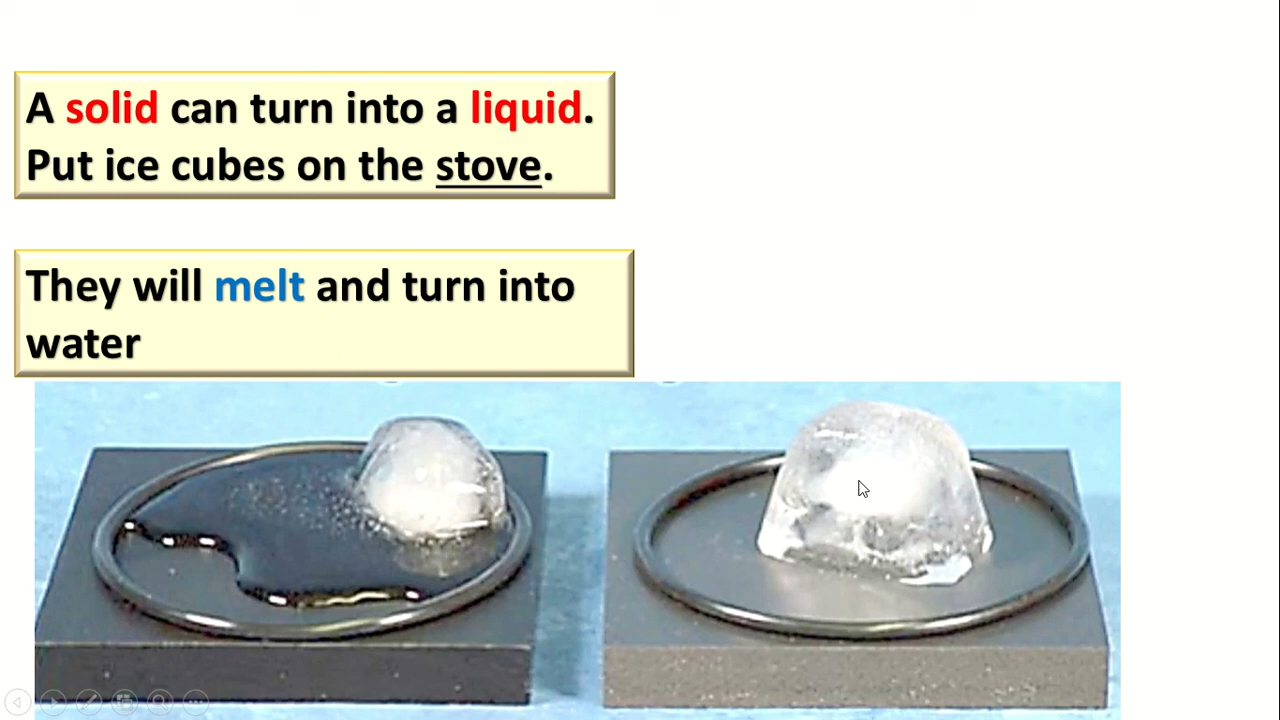 A solid can turn into a liquid.
Put ice cubes on the stove.
They will melt and turn into
water